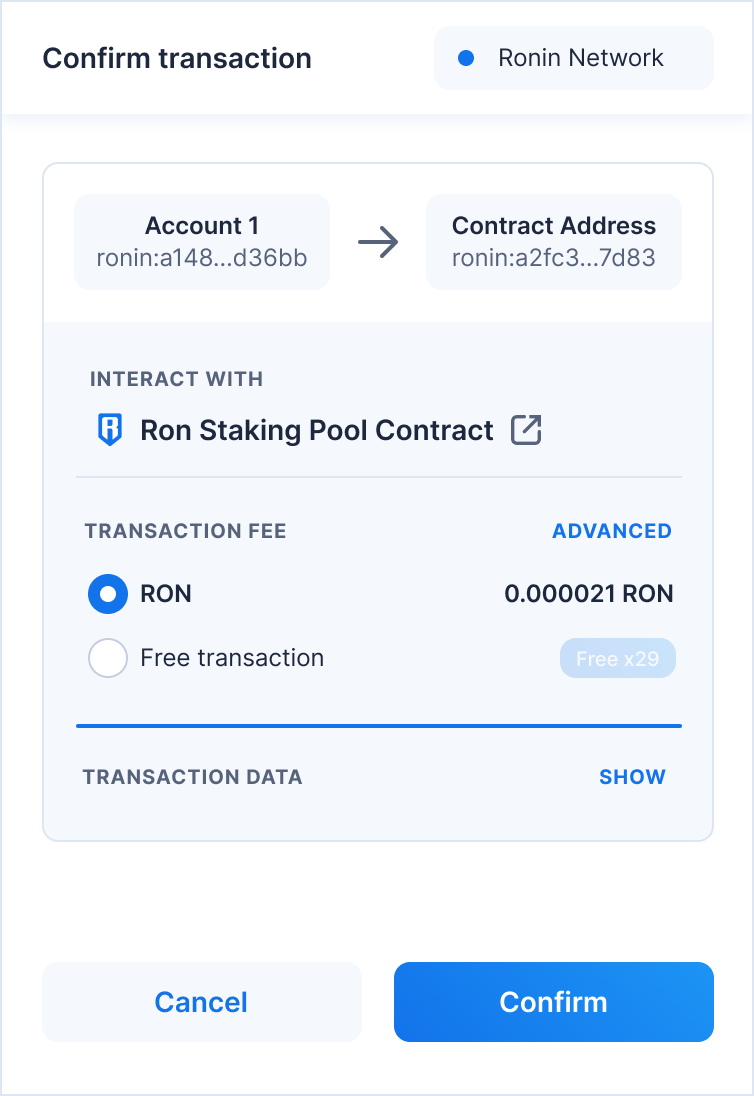 Confirm transaction
Ronin Network
Account 1
ronin:a148...d36bb
Contract Address
ronin:a2fc3...7d83
INTERACT WITH
Ron Staking Pool Contract
TRANSACTION FEE
ADVANCED
RON
0.000021 RON
Free transaction
Free x29
TRANSACTION DATA
SHOW
Cancel
Confirm